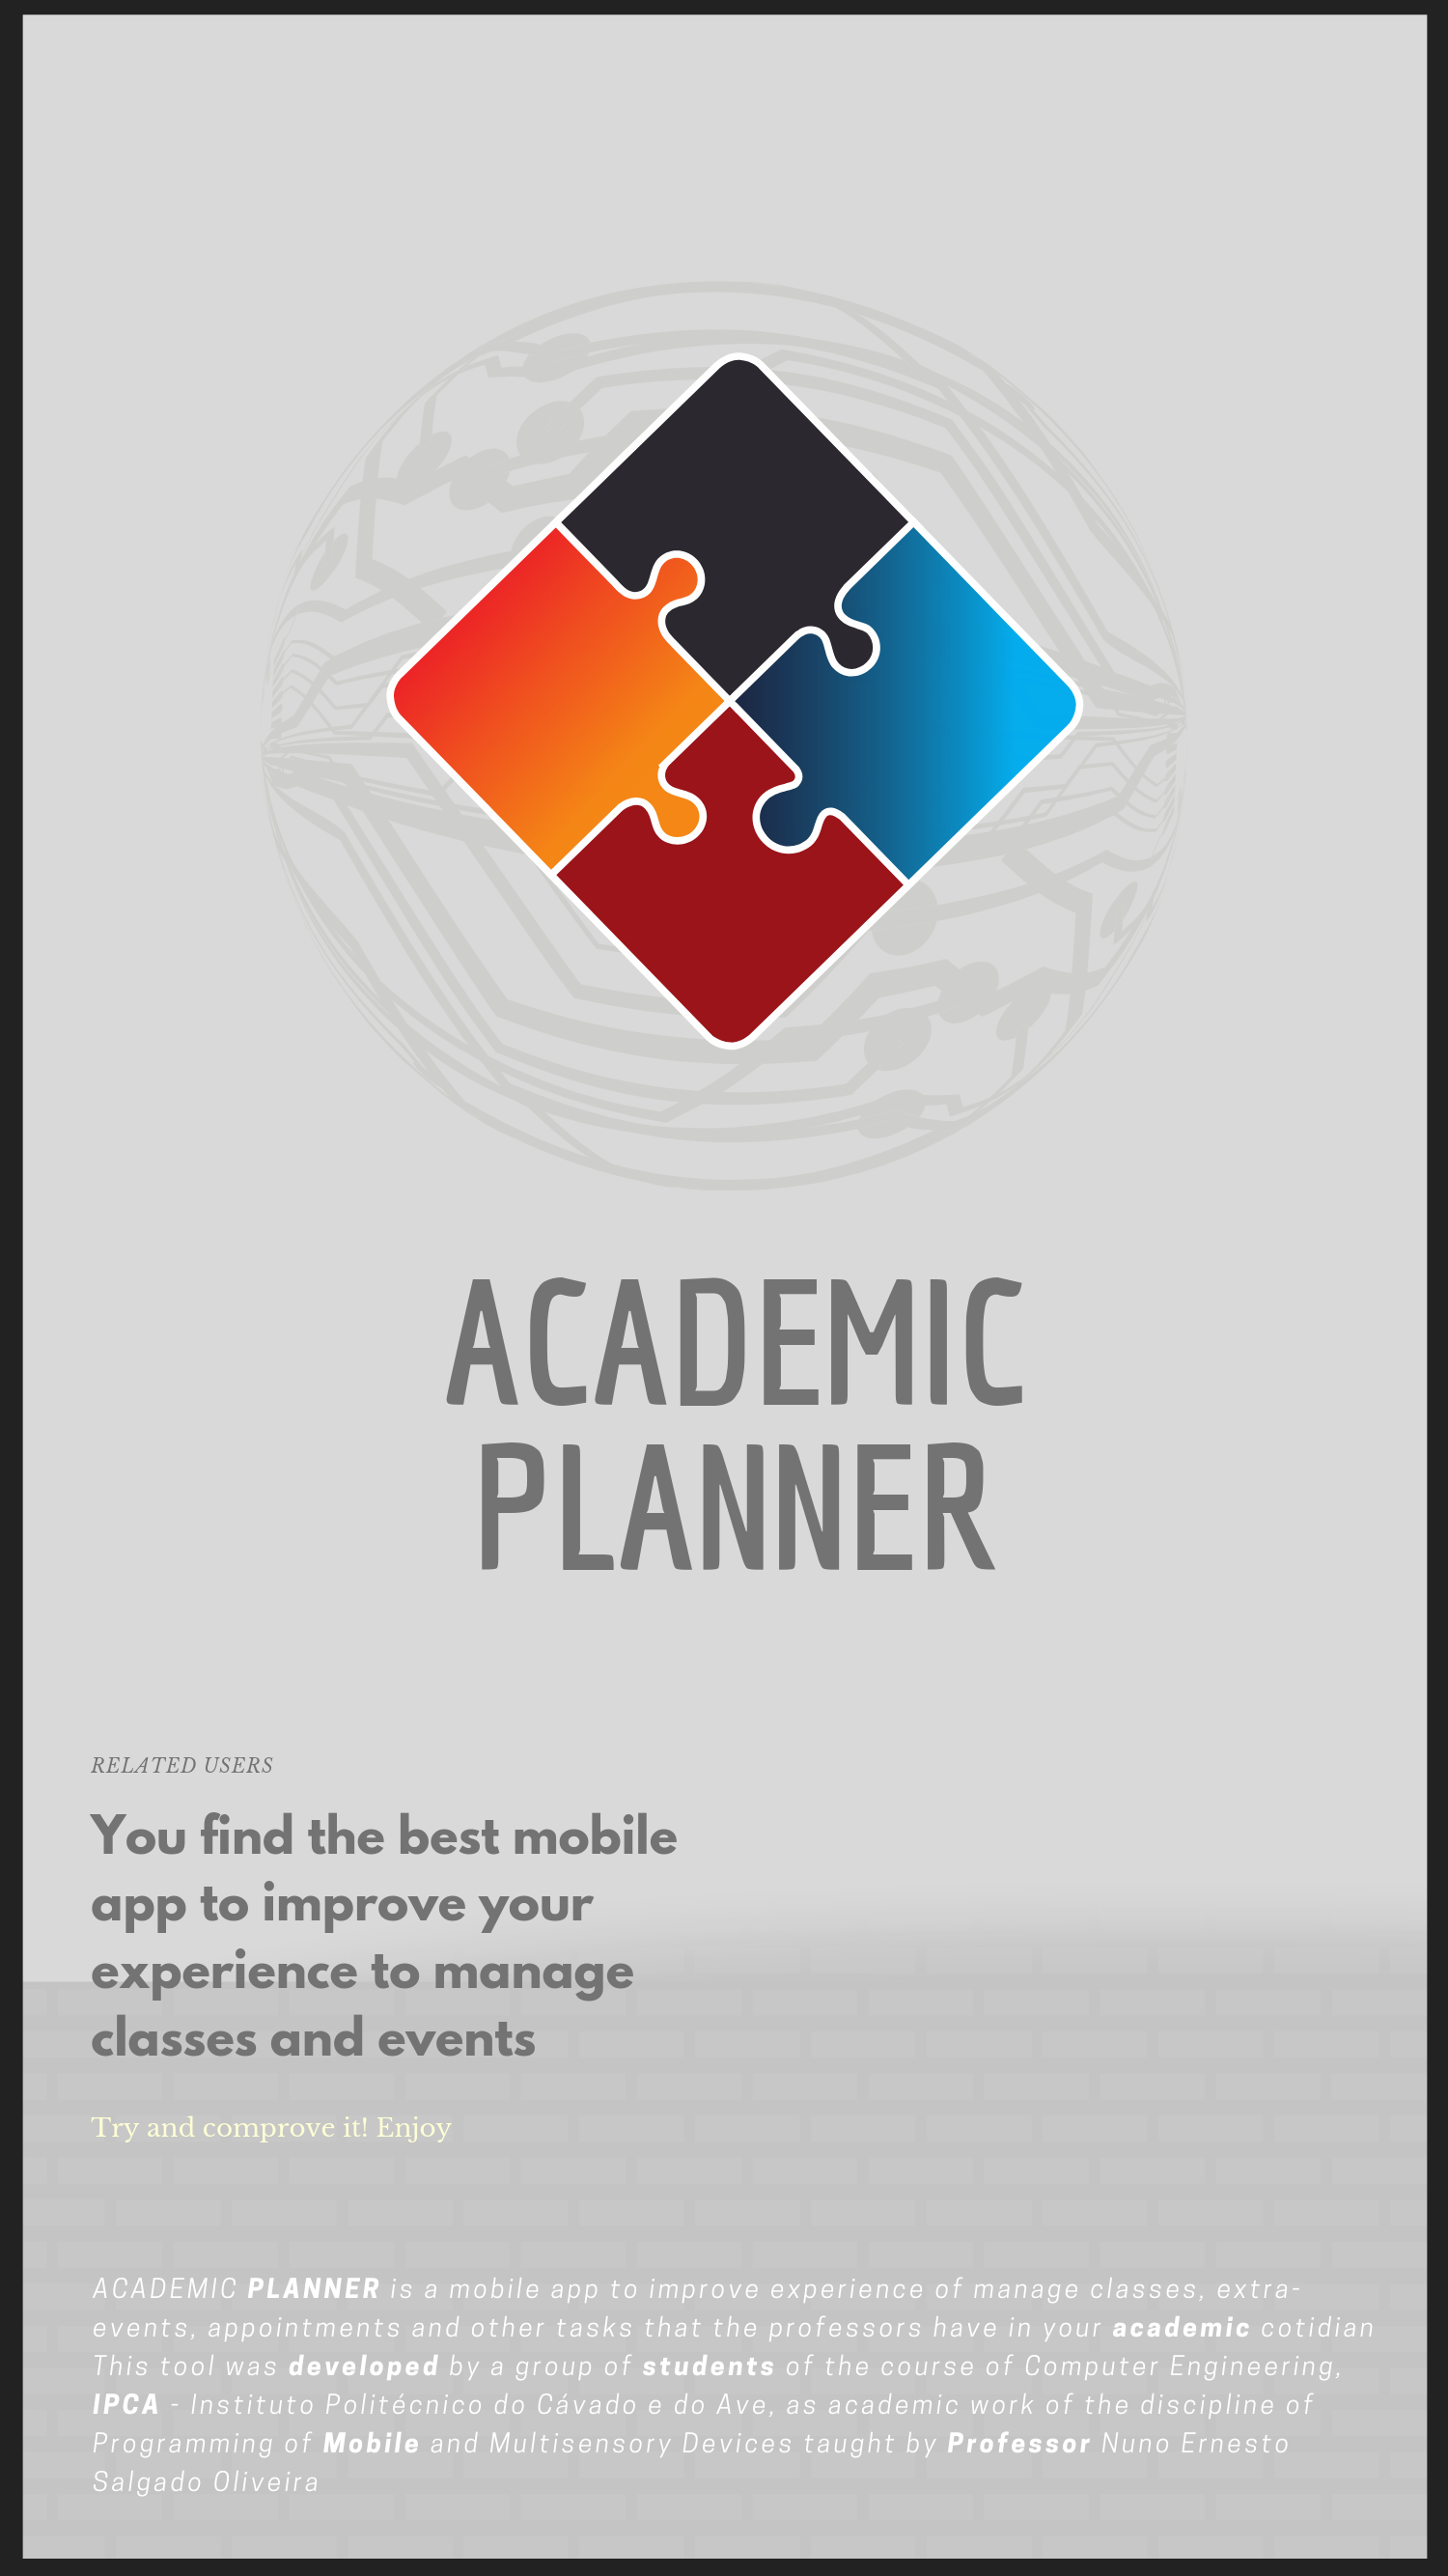 ACADEMIC
PLANNER
RELATED USERS
You find the best mobile
app to improve your
experience to manage
classes and events
Try and comprove it! Enjoy
ACADEMIC PLANNER is a mobile app to improve experience of manage classes, extra-
events, appointments and other tasks that the professors have in your academic cotidian
This tool was developed by a group of students of the course of Computer Engineering,
IPCA - Instituto Politécnico do Cávado e do Ave, as academic work of the discipline of
Programming of Mobile and Multisensory Devices taught by Professor Nuno Ernesto
Salgado Oliveira